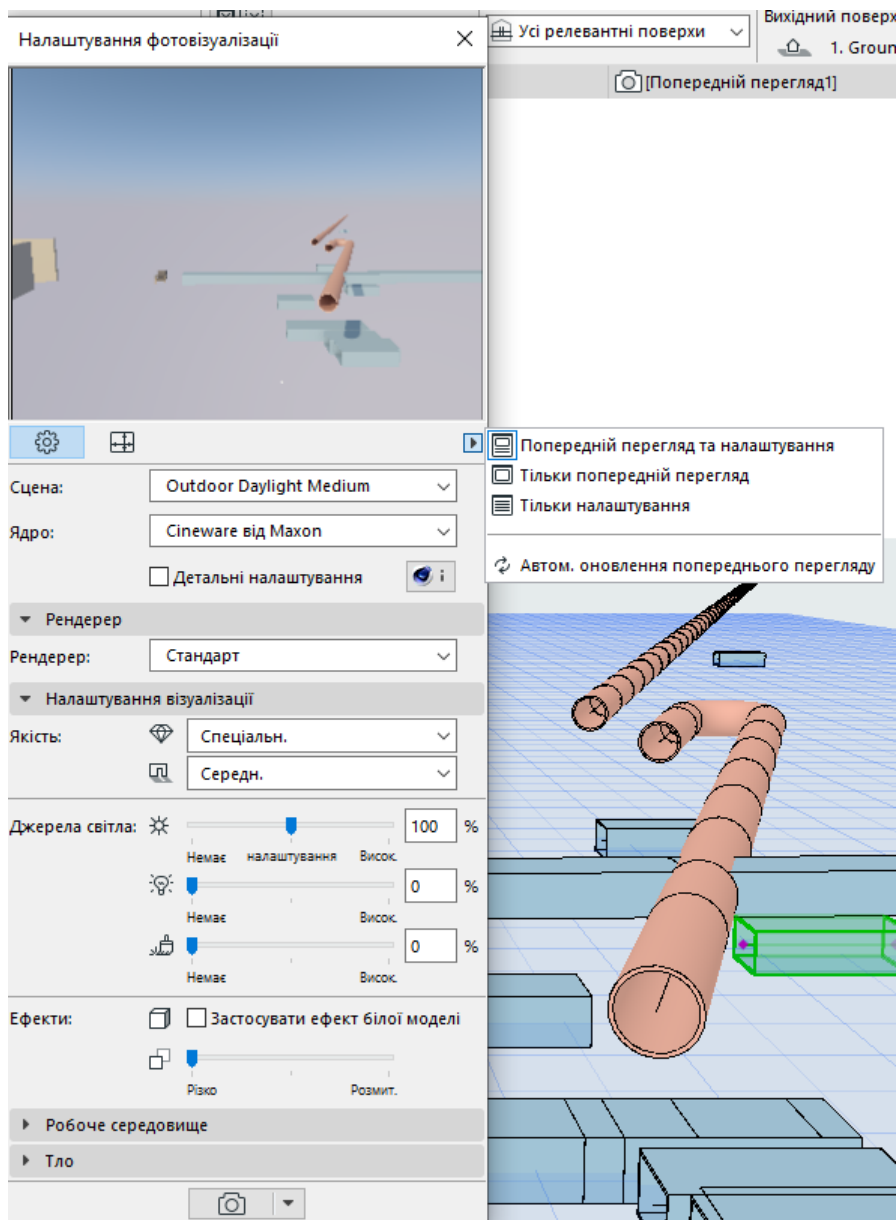 Вихідний поверх
Налаштування фотовізуалізації
Усі релевантні поверхи
1. Groun
[Попередній перегляд1]
Попередній перегляд та налаштування
Тільки попередній перегляд
Тільки налаштування
Автом. оновлення попереднього перегляду
Сцена: Outdoor Daylight Medium
Ядро: Cineware від Maxon
Детальні налаштування i
Рендерер
Рендерер: Стандарт
Налаштування візуалізації
Якість: Спеціальн.
Середн.
Джерела світла: 100 %
Немає налаштування Висок.
0 %
Немає Висок.
0 %
Немає Висок.
Ефекти: Застосувати ефект білої моделі
Різко Розмит.
Робоче середовище
Тло